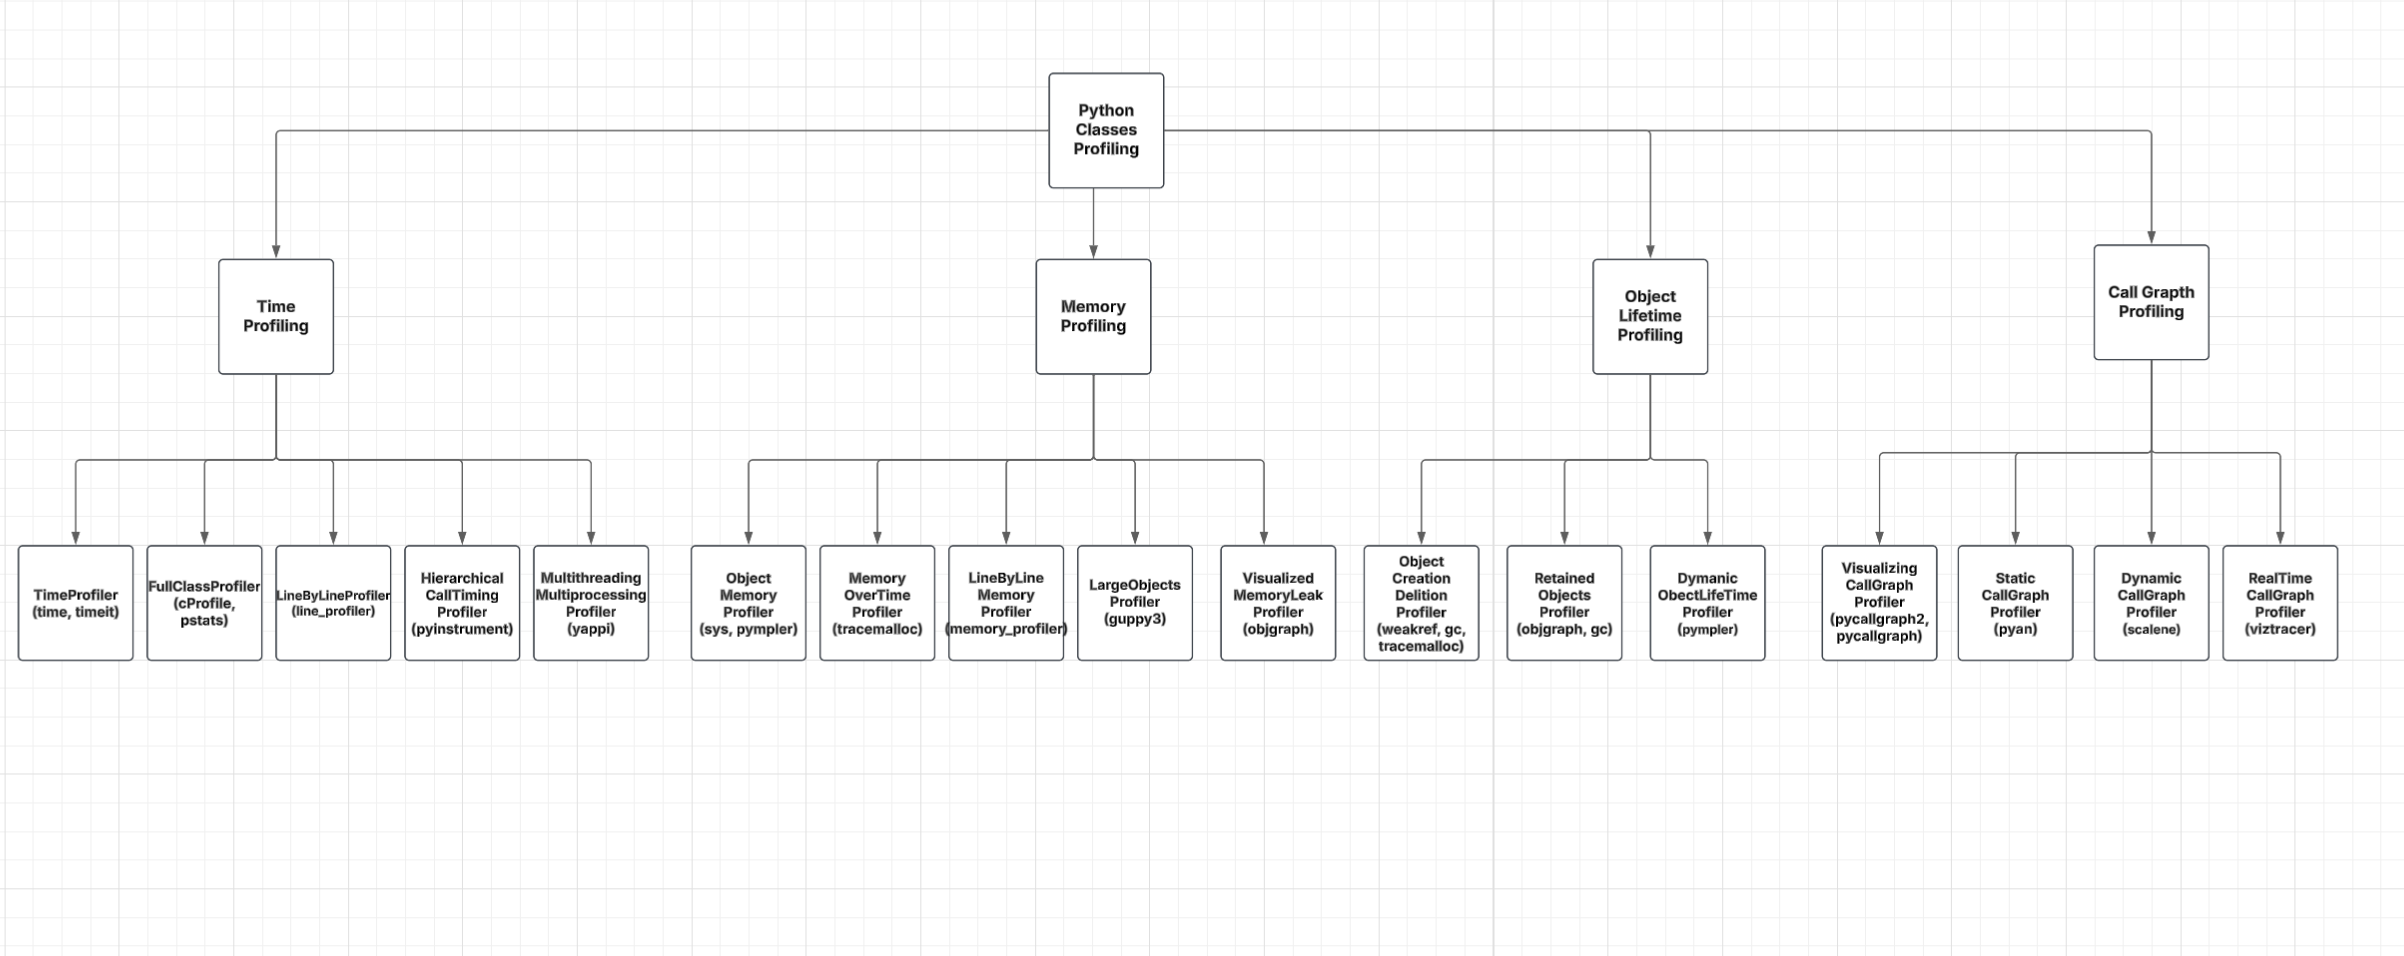 Python
Classes
Profiling
Time
Profiling
Memory
Profiling
Object
Lifetime
Profiling
Call Grapth
Profiling
TimeProfiler
(time, timeit)
FullClassProfiler
(cProfile,
pstats)
LineByLineProfiler
(line_profiler)
Hierarchical
CallTiming
Profiler
(pyinstrument)
Multithreading
Multiprocessing
Profiler
(yappi)
Object
Memory
Profiler
(sys, pympler)
Memory
OverTime
Profiler
(tracemalloc)
LineByLine
Memory
Profiler
(memory_profiler)
LargeObjects
Profiler
(guppy3)
Visualized
MemoryLeak
Profiler
(objgraph)
Object
Creation
Delition
Profiler
(weakref, gc,
tracemalloc)
Retained
Objects
Profiler
(objgraph, gc)
Dymanic
ObectLifeTime
Profiler
(pympler)
Visualizing
CallGraph
Profiler
(pycallgraph2,
pycallgraph)
Static
CallGraph
Profiler
(pyan)
Dynamic
CallGraph
Profiler
(scalene)
RealTime
CallGraph
Profiler
(viztracer)